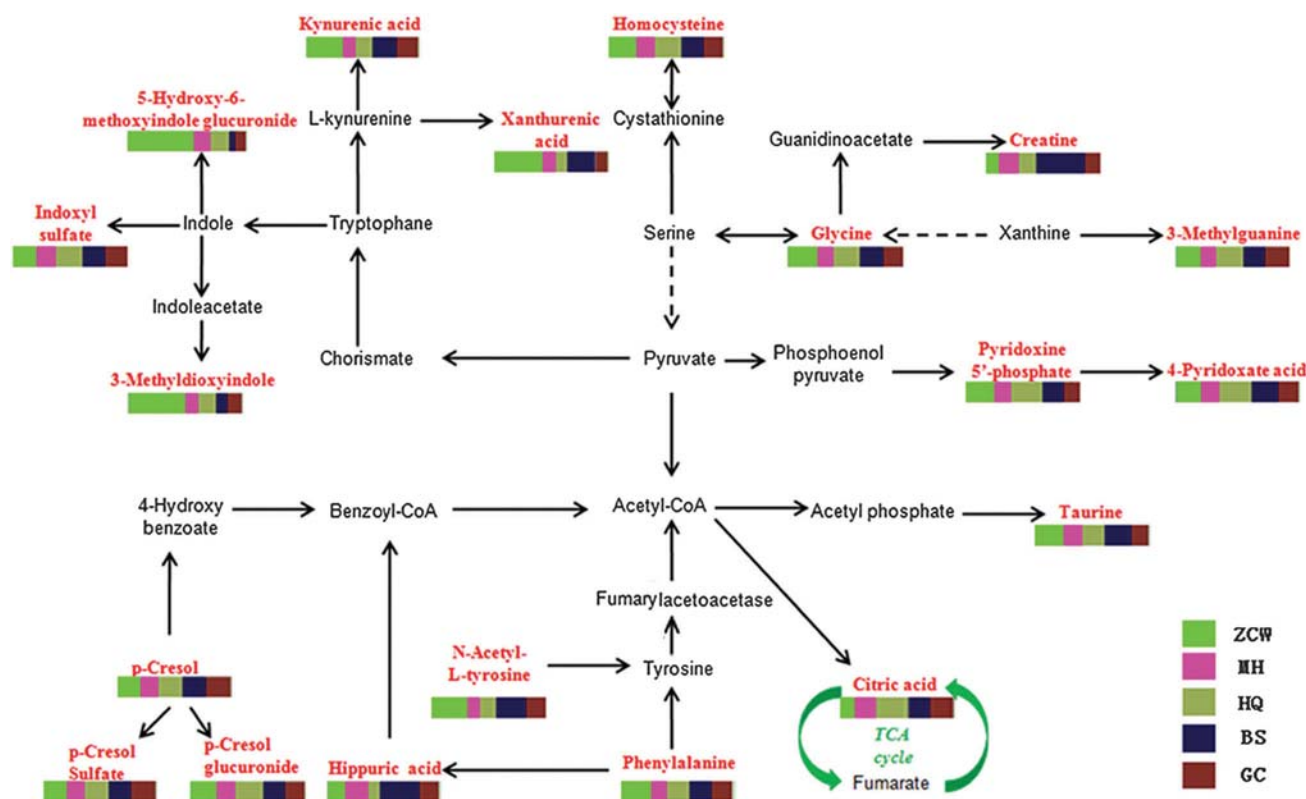 Kynurenic acid
Homocysteine
5-Hydroxy-6-
methoxyindole glucuronide
L-kynurenine
Xanthurenic
acid
Cystathionine
Guanidinoacetate
Creatine
Indoxyl
sulfate
Indole
Tryptophane
Serine
Glycine
Xanthine
3-Methylguanine
Indoleacetate
3-Methyldioxyindole
Chorismate
Pyruvate
Phosphoenol
pyruvate
Pyridoxine
5'-phosphate
4-Pyridoxate acid
4-Hydroxy
benzoate
Benzoyl-CoA
Acetyl-CoA
Acetyl phosphate
Taurine
Fumarylacetoacetase
p-Cresol
N-Acetyl-
L-tyrosine
Tyrosine
Citric acid
TCA
cycle
Fumarate
p-Cresol
Sulfate
p-Cresol
glucuronide
Hippuric acid
Phenylalanine
ZCW
MH
HQ
BS
GC